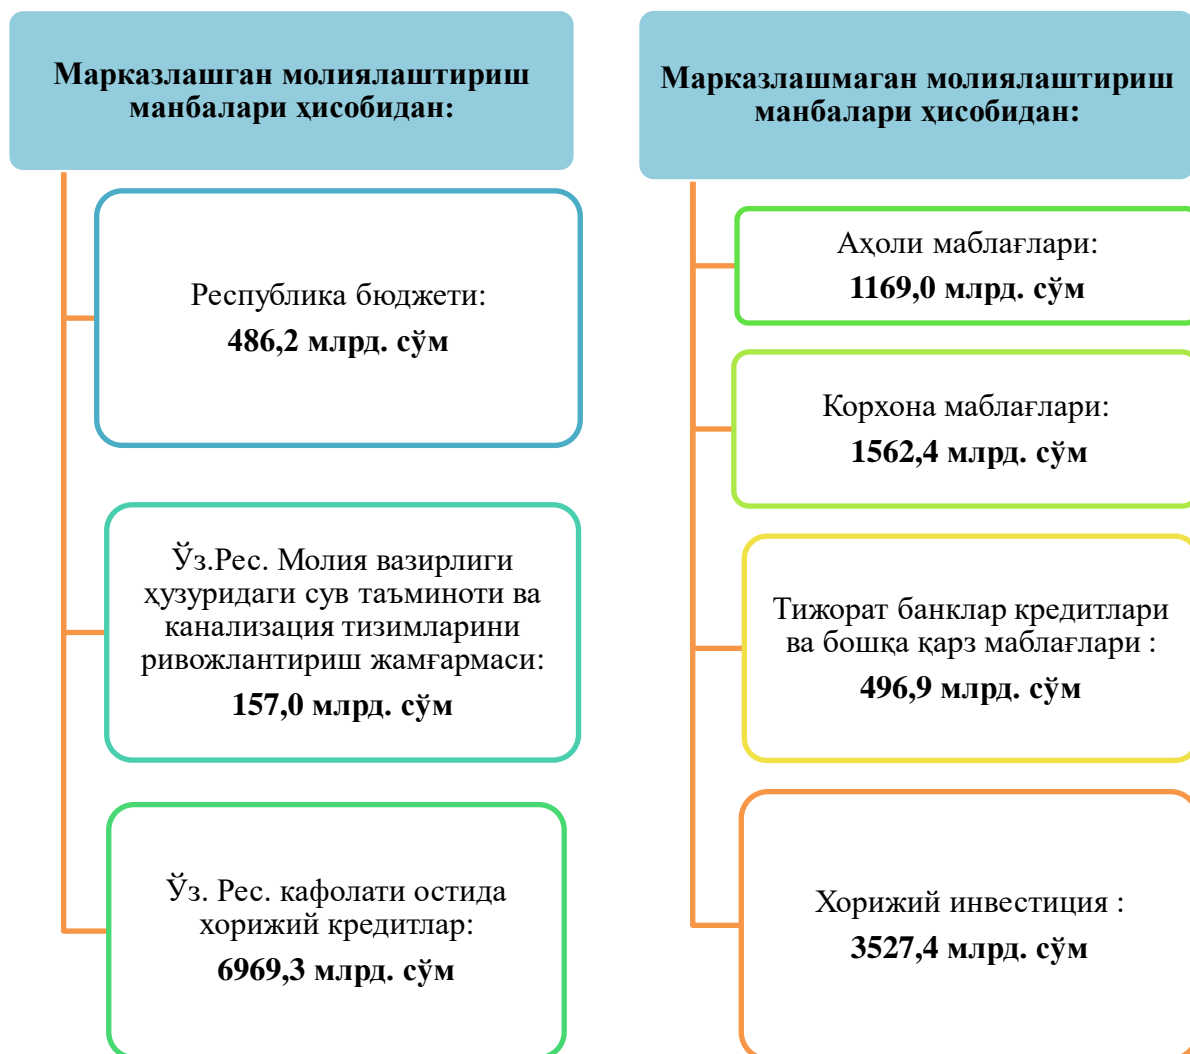 Марказлашган молиялаштириш
манбалари ҳисобидан:
Республика бюджети:
486,2 млрд. сўм
Ўз.Рес. Молия вазирлиги
ҳузуридаги сув таъминоти ва
канализация тизимларини
ривожлантириш жамғармаси:
157,0 млрд. сўм
Ўз. Рес. кафолати остида
хорижий кредитлар:
6969,3 млрд. сўм
Марказлашмаган молиялаштириш
манбалари ҳисобидан:
Аҳоли маблағлари:
1169,0 млрд. сўм
Корхона маблағлари:
1562,4 млрд. сўм
Тижорат банклар кредитлари
ва бошқа қарз маблағлари :
496,9 млрд. сўм
Хорижий инвестиция :
3527,4 млрд. сўм